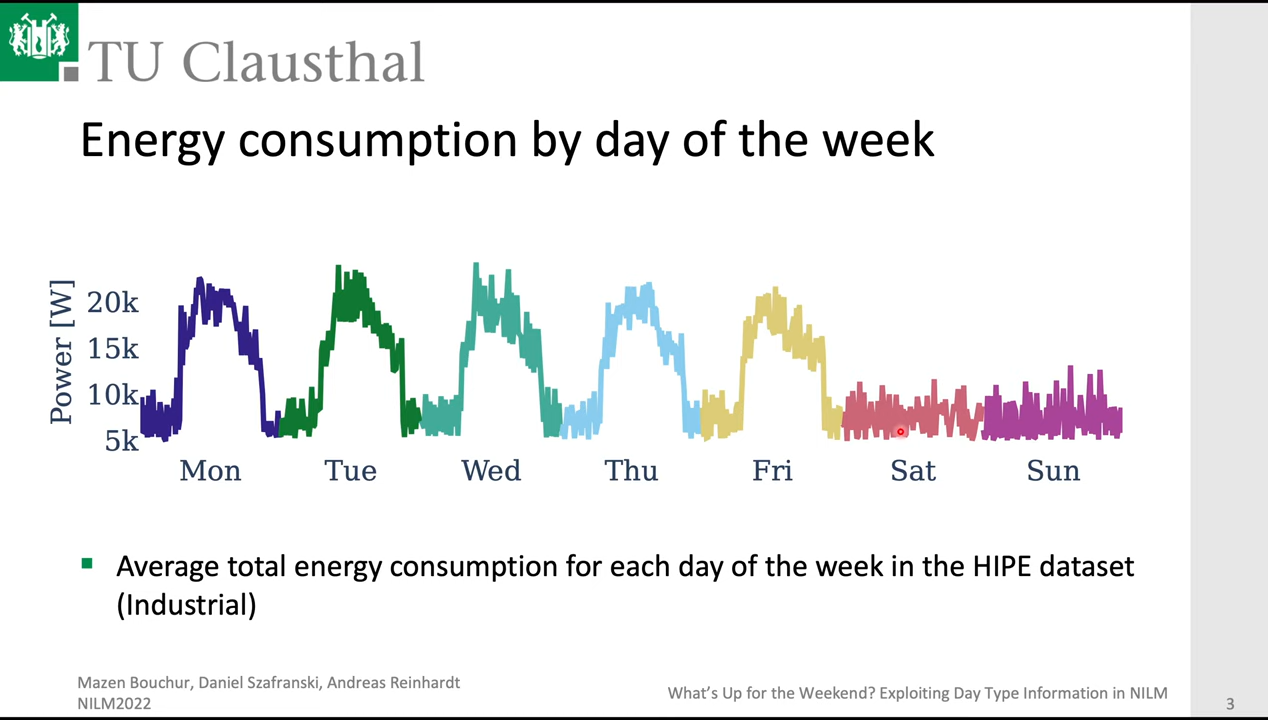 TU Clausthal
Energy consumption by day of the week
Power [W]
20k
15k
10k
5k
Mon Tue Wed Thu Fri Sat Sun
▪ Average total energy consumption for each day of the week in the HIPE dataset
(Industrial)
Mazen Bouchur, Daniel Szafranski, Andreas Reinhardt
NILM2022
What's Up for the Weekend? Exploiting Day Type Information in NILM
3